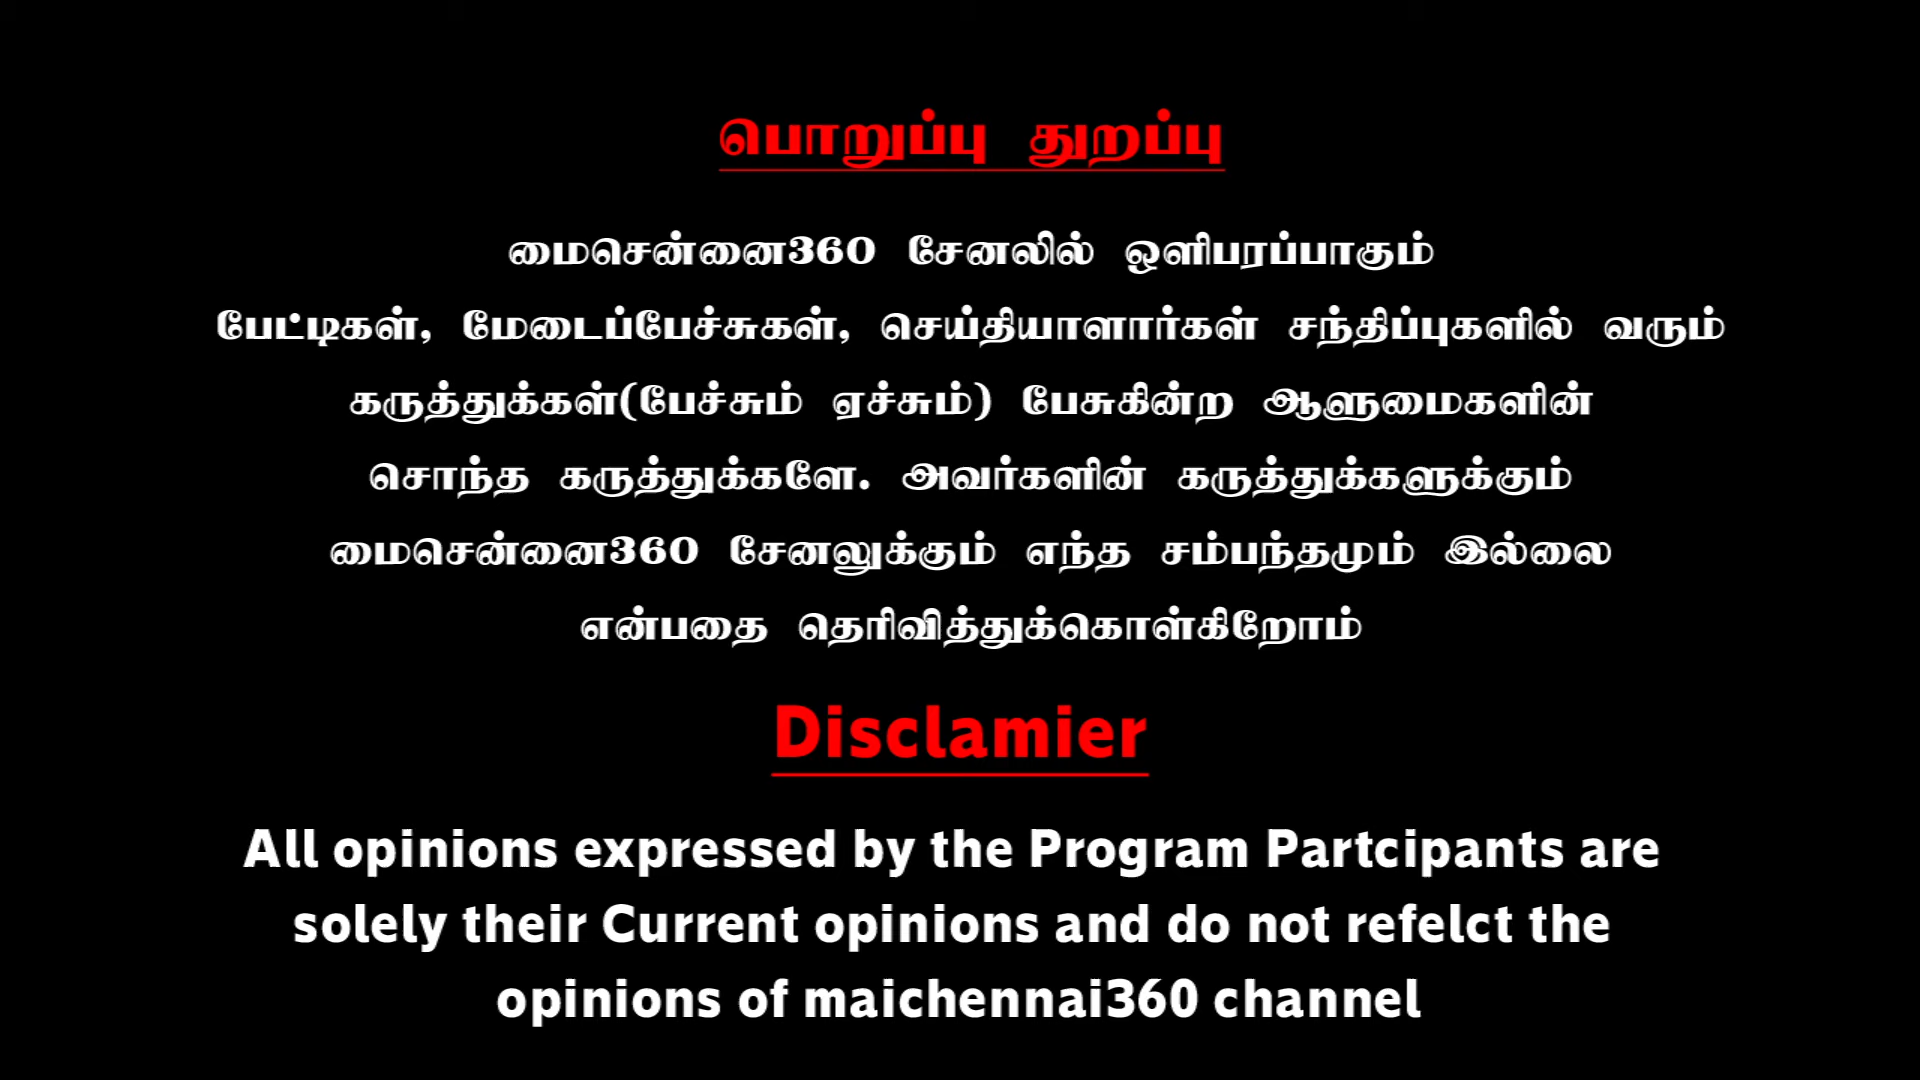 பொறுப்பு துறப்பு
மைசென்னை360 சேனலில் ஒளிபரப்பாகும்
பேட்டிகள், மேடைப்பேச்சுகள், செய்தியாளார்கள் சந்திப்புகளில் வரும்
கருத்துக்கள்(பேச்சும் ஏச்சும்) பேசுகின்ற ஆளுமைகளின்
சொந்த கருத்துக்களே. அவர்களின் கருத்துக்களுக்கும்
மைசென்னை360 சேனலுக்கும் எந்த சம்பந்தமும் இல்லை
என்பதை தெரிவித்துக்கொள்கிறோம்
Disclamier
All opinions expressed by the Program Partcipants are
solely their Current opinions and do not refelct the
opinions of maichennai360 channel